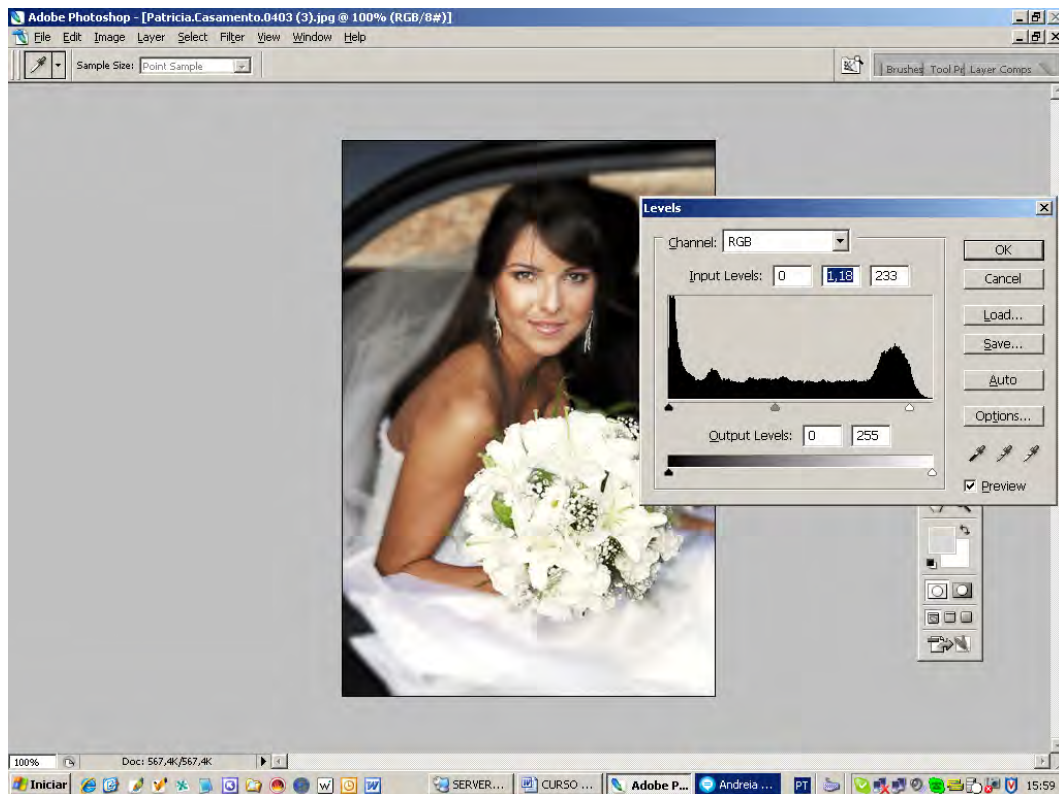 Adobe Photoshop - [Patricia.Casamento.0403 (3).jpg @ 100% (RGB/8#)]
File Edit Image Layer Select Filter View Window Help
Sample Size: Point Sample
Brushes Tool Pr Layer Comps
Levels
Channel: RGB
OK
Input Levels: 0 1,18 233
Cancel
Load...
Save...
Auto
Options...
Output Levels: 0 255
Preview
100% Doc: 567,4K/567,4K
Iniciar SERVER... CURSO ... Adobe P... Andreia ... PT 15:59